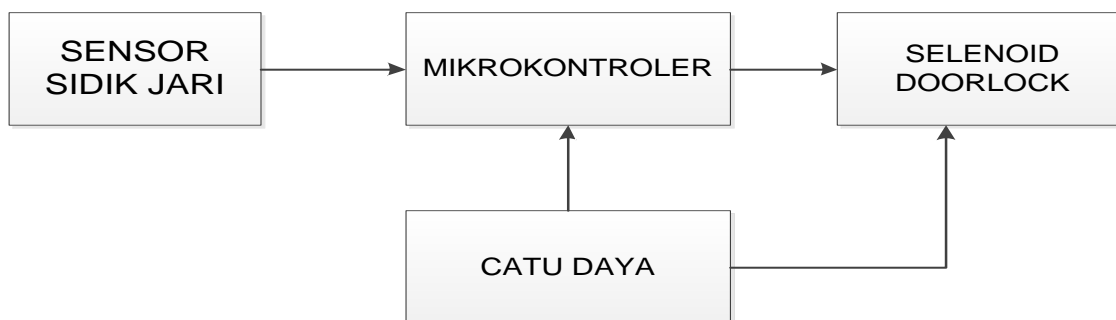 SENSOR
SIDIK JARI
MIKROKONTROLER
SELENOID
DOORLOCK
CATU DAYA